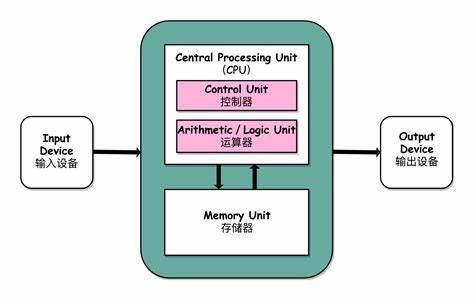 Central Processing Unit
(CPU)
Control Unit
控制器
Arithmetic / Logic Unit
运算器
Input
Device
输入设备
Output
Device
输出设备
Memory Unit
存储器